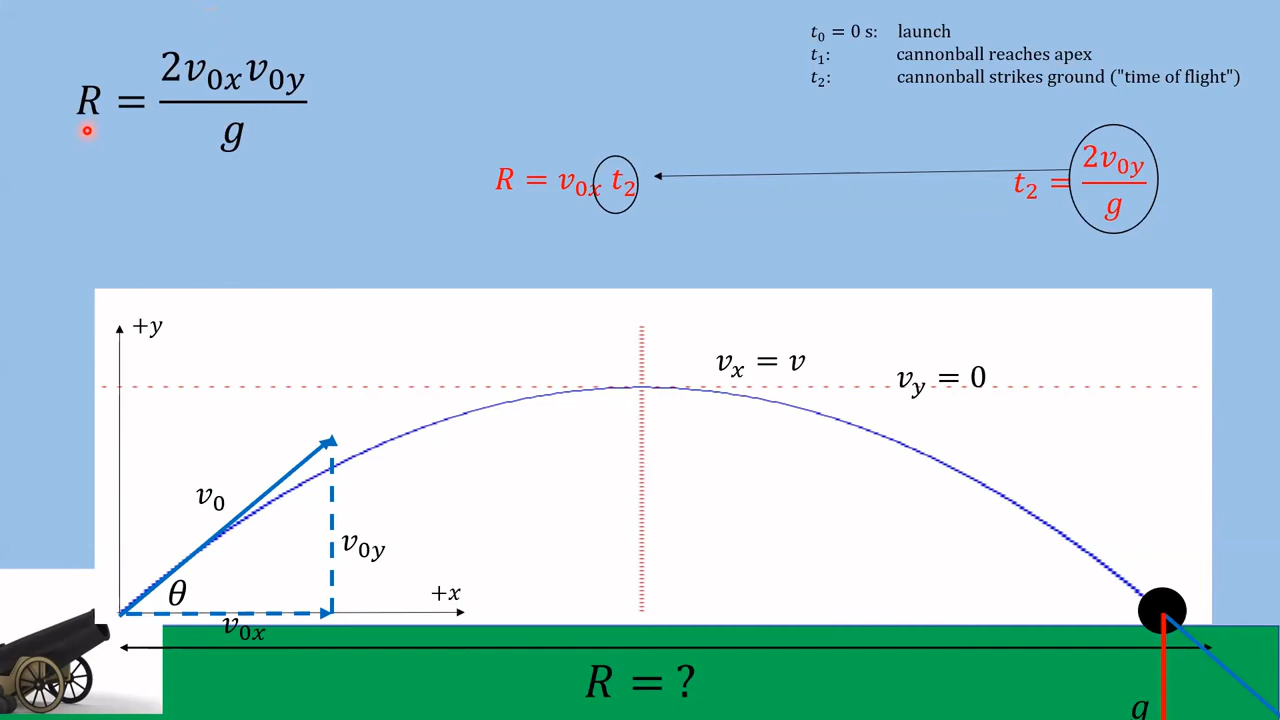 t₀ = 0 s: launch
t₁: cannonball reaches apex
t₂: cannonball strikes ground ("time of flight")
R = 2v₀ₓv₀y / g
R = v₀ₓ t₂
t₂ = 2v₀y / g
+y
vₓ = v
v_y = 0
v₀
v₀y
θ
+x
v₀ₓ
R = ?
g